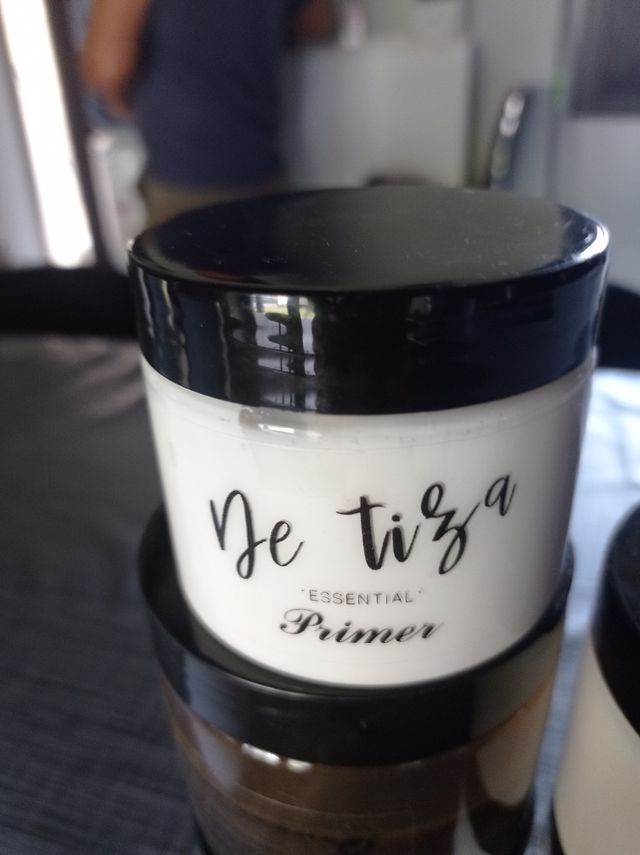 De tiza
"ESSENTIAL"
Primer